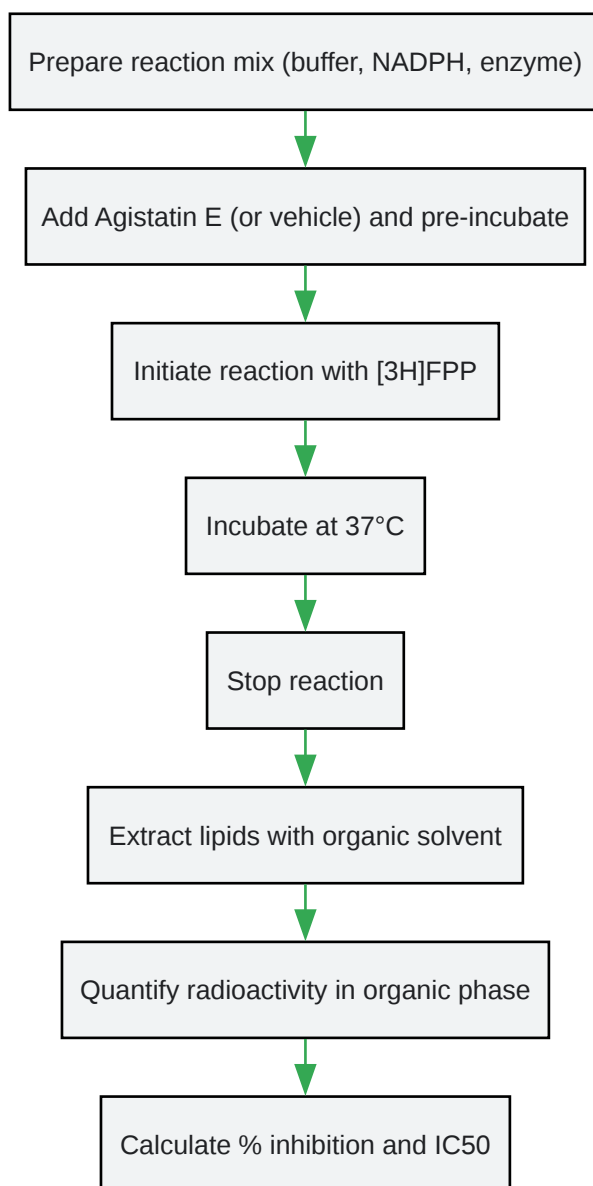 Prepare reaction mix (buffer, NADPH, enzyme)
Add Agistatin E (or vehicle) and pre-incubate
Initiate reaction with [3H]FPP
Incubate at 37°C
Stop reaction
Extract lipids with organic solvent
Quantify radioactivity in organic phase
Calculate % inhibition and IC50